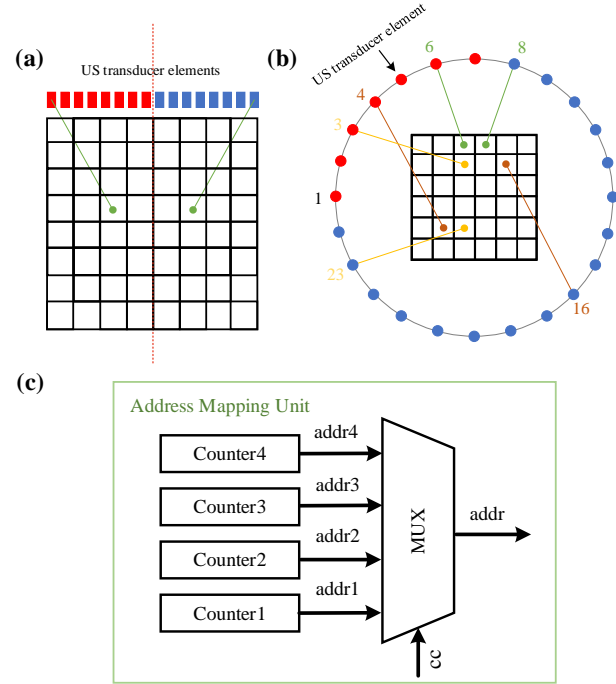 (a)
US transducer elements
(b)
US transducer element
6
8
4
3
1
23
16
(c)
Address Mapping Unit
Counter4
addr4
Counter3
addr3
Counter2
addr2
Counter1
addr1
MUX
addr
cc